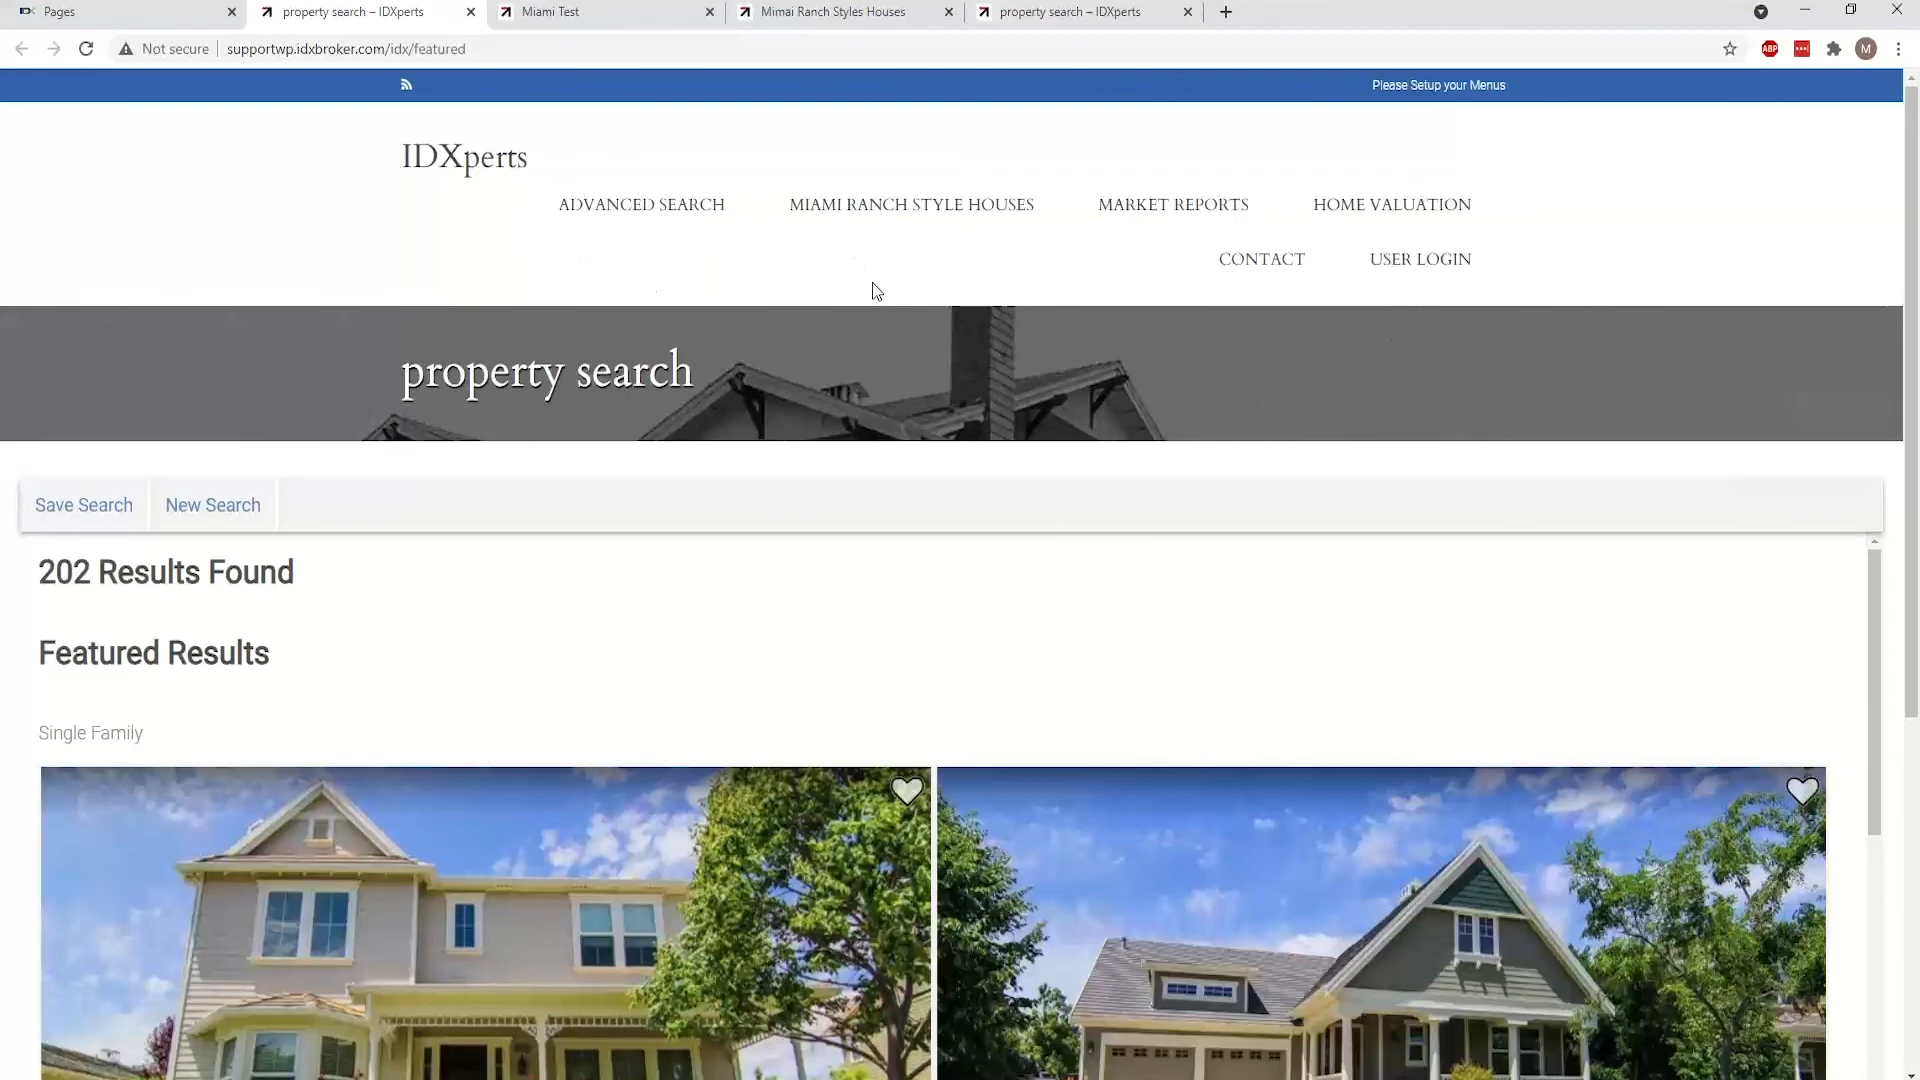 Pages
property search – IDXperts
Miami Test
Mimai Ranch Styles Houses
property search – IDXperts
Not secure
supportwp.idxbroker.com/idx/featured
ABP
M
Please Setup your Menus
IDXperts
ADVANCED SEARCH
MIAMI RANCH STYLE HOUSES
MARKET REPORTS
HOME VALUATION
CONTACT
USER LOGIN
property search
Save Search
New Search
202 Results Found
Featured Results
Single Family